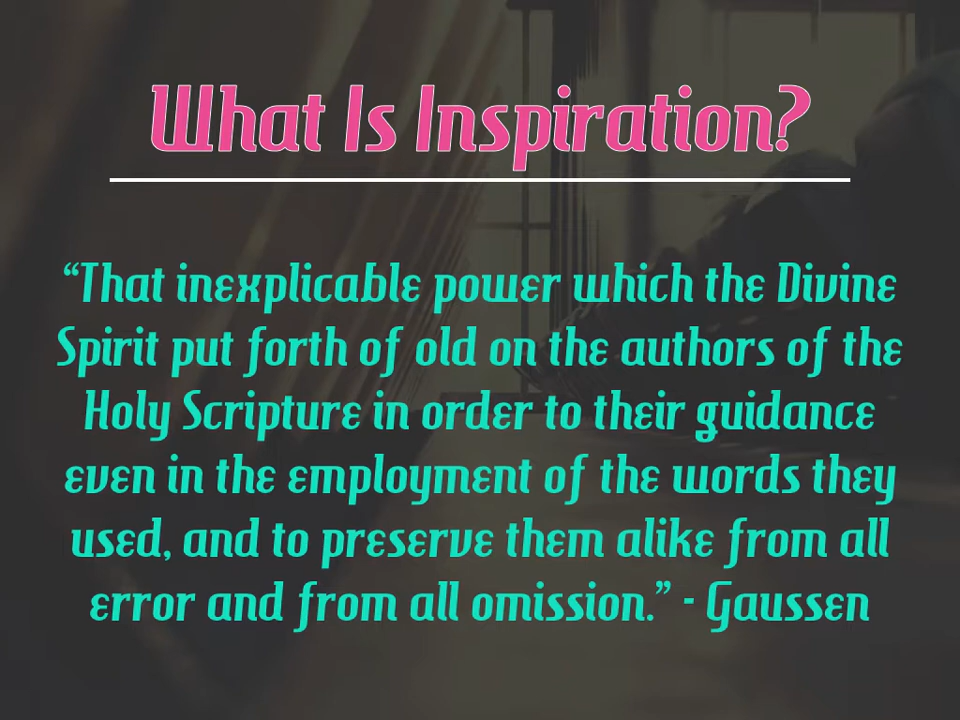 What Is Inspiration?
“That inexplicable power which the Divine
Spirit put forth of old on the authors of the
Holy Scripture in order to their guidance
even in the employment of the words they
used, and to preserve them alike from all
error and from all omission.” - Gaussen